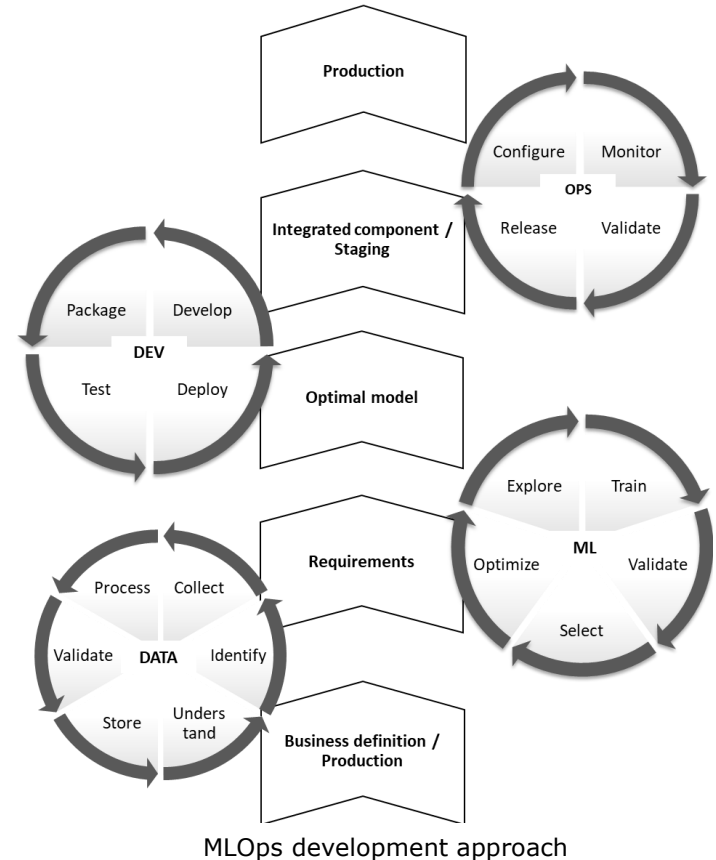 Production
Configure
Monitor
OPS
Release
Validate
Integrated component /
Staging
Package
Develop
DEV
Test
Deploy
Optimal model
Explore
Train
ML
Optimize
Validate
Select
Requirements
Process
Collect
Validate
DATA
Identify
Store
Unders
tand
Business definition /
Production
MLOps development approach